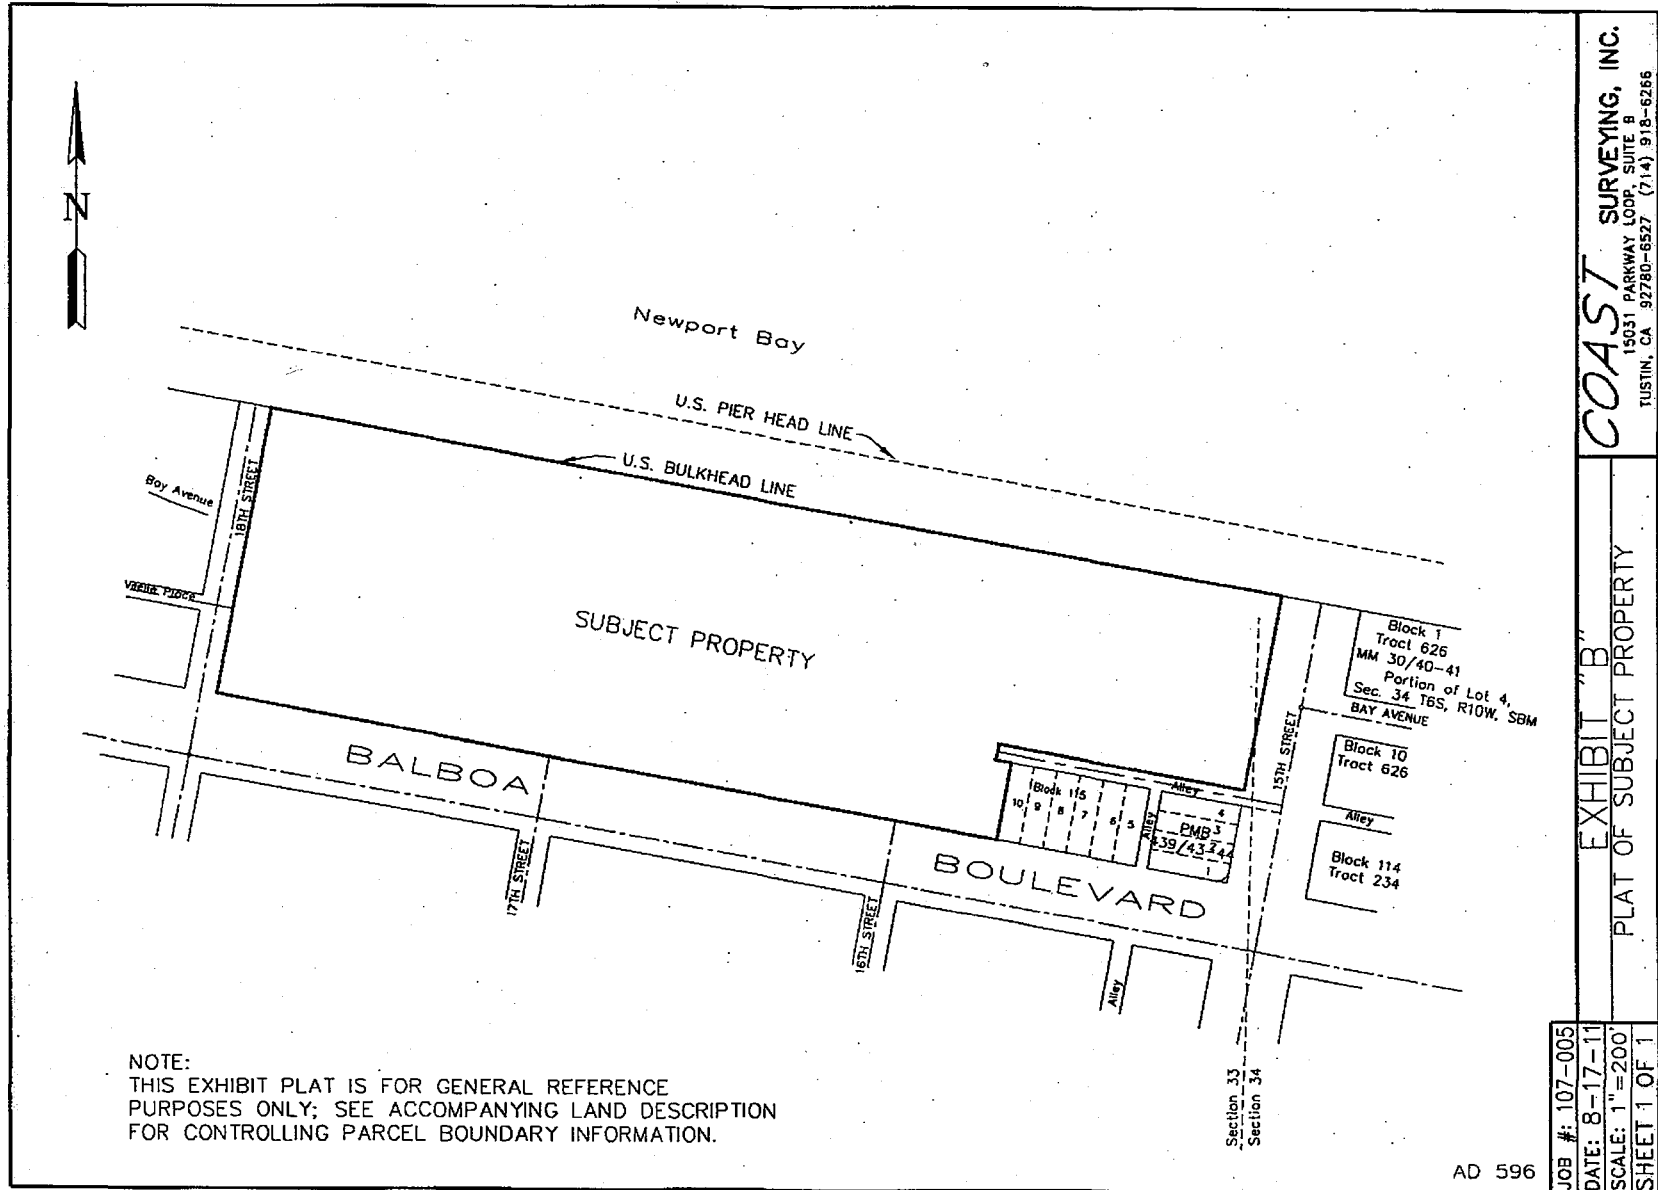 COAST SURVEYING, INC.
15031 PARKWAY LOOP, SUITE B
TUSTIN, CA 92780-6527 (714) 918-6266
N
Newport Bay
U.S. PIER HEAD LINE
U.S. BULKHEAD LINE
Bay Avenue
18TH STREET
Place
SUBJECT PROPERTY
Block 1
Tract 626
MM 30/40-41
Portion of Lot 4,
Sec. 34 T6S, R10W, SBM
BAY AVENUE
15TH STREET
Block 10
Tract 626
Alley
Block 114
Tract 234
BALBOA
BOULEVARD
Block 115
10 9 8 7 6 5
Alley
Alley
4
3
PMB
2
39/43-44
1
17TH STREET
16TH STREET
Alley
Section 33
Section 34
NOTE:
THIS EXHIBIT PLAT IS FOR GENERAL REFERENCE
PURPOSES ONLY; SEE ACCOMPANYING LAND DESCRIPTION
FOR CONTROLLING PARCEL BOUNDARY INFORMATION.
EXHIBIT "B"
PLAT OF SUBJECT PROPERTY
JOB #: 107-005
DATE: 8-17-11
SCALE: 1"=200'
SHEET 1 OF 1
AD 596